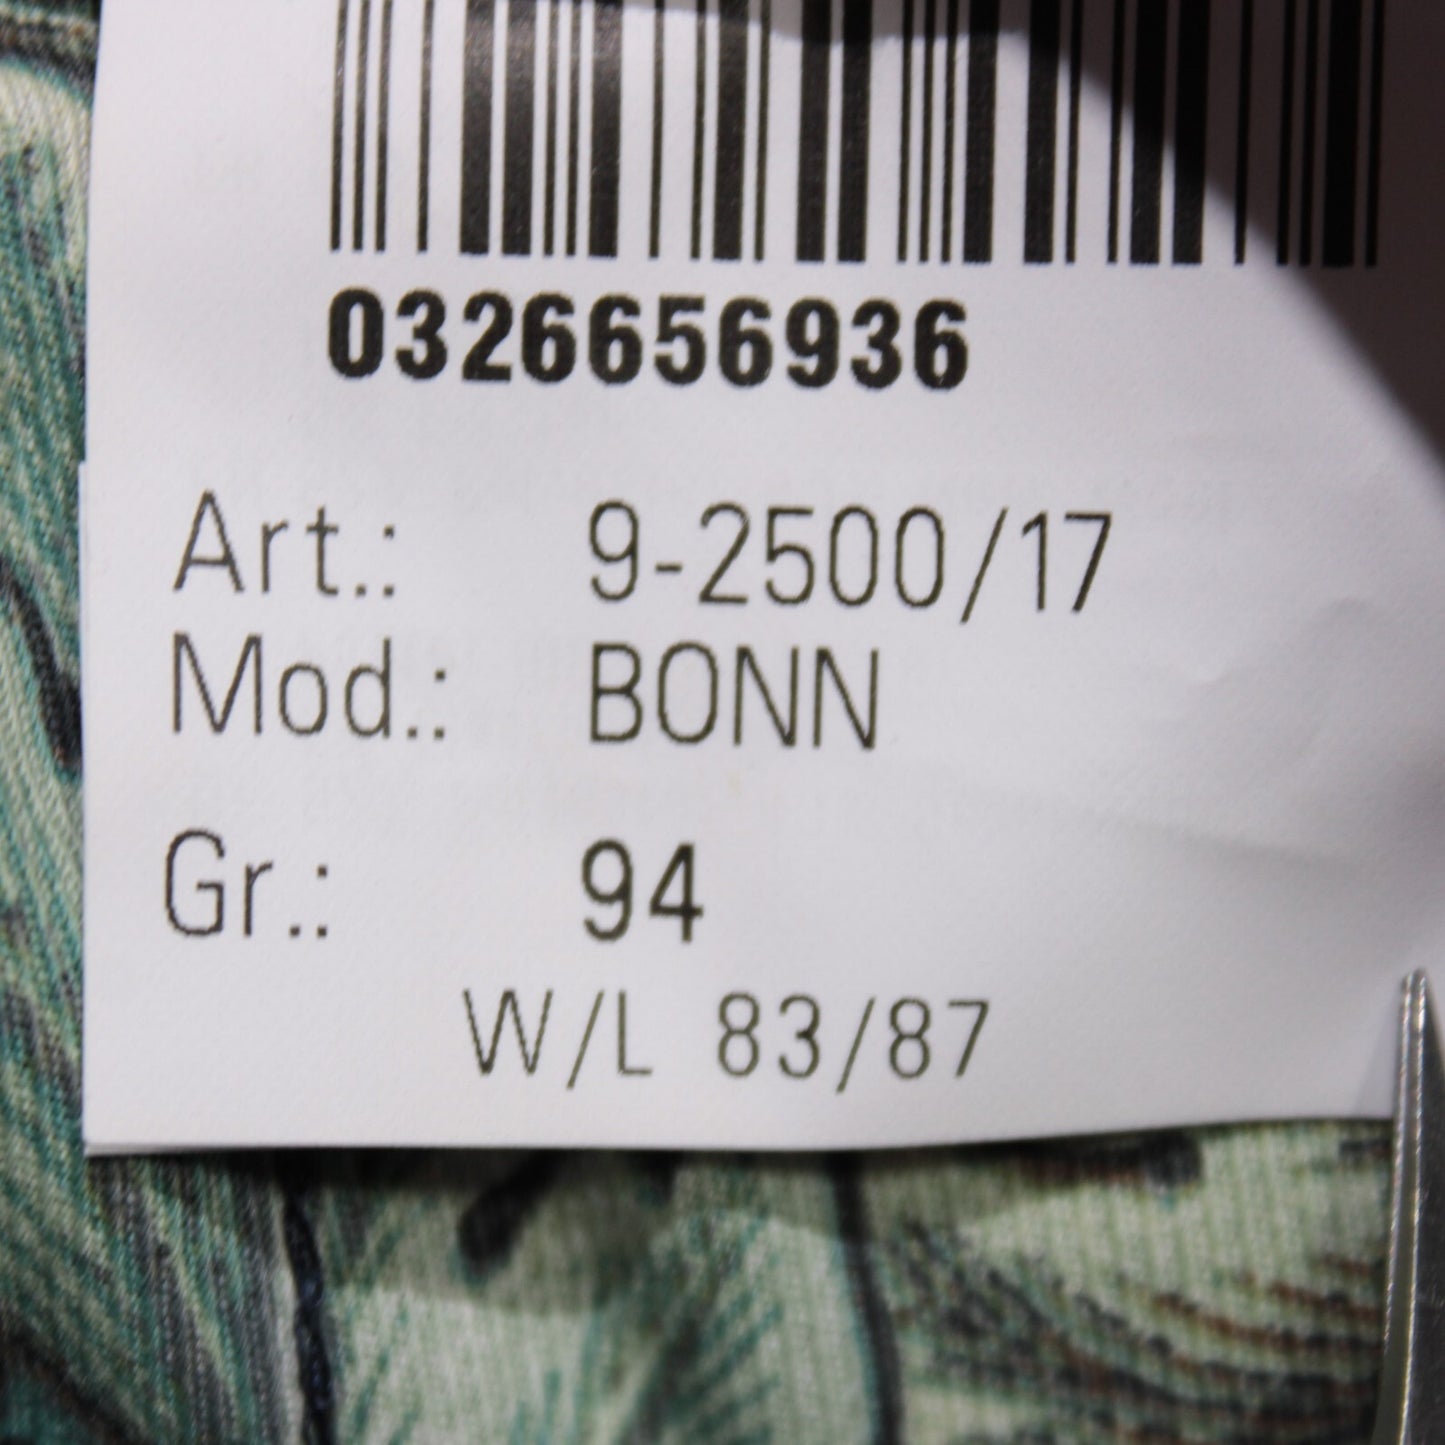 0326656936
Art.: 9-2500/17
Mod.: BONN
Gr.: 94
W/L 83/87